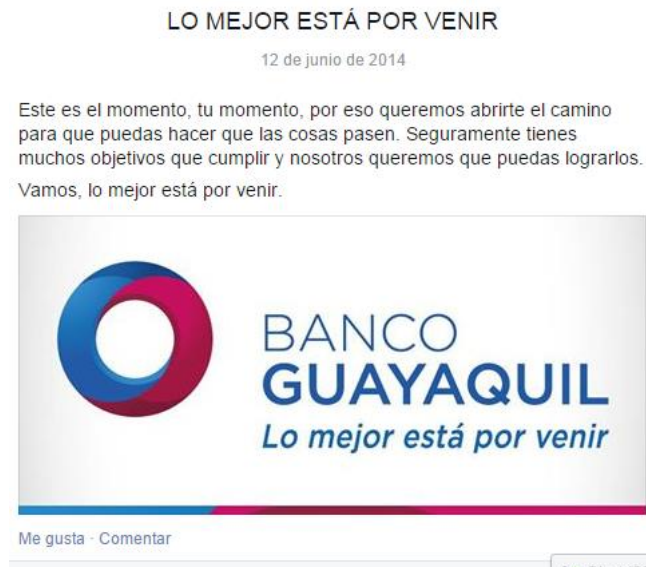 LO MEJOR ESTÁ POR VENIR
12 de junio de 2014
Este es el momento, tu momento, por eso queremos abrirte el camino
para que puedas hacer que las cosas pasen. Seguramente tienes
muchos objetivos que cumplir y nosotros queremos que puedas lograrlos.
Vamos, lo mejor está por venir.
BANCO
GUAYAQUIL
Lo mejor está por venir
Me gusta · Comentar